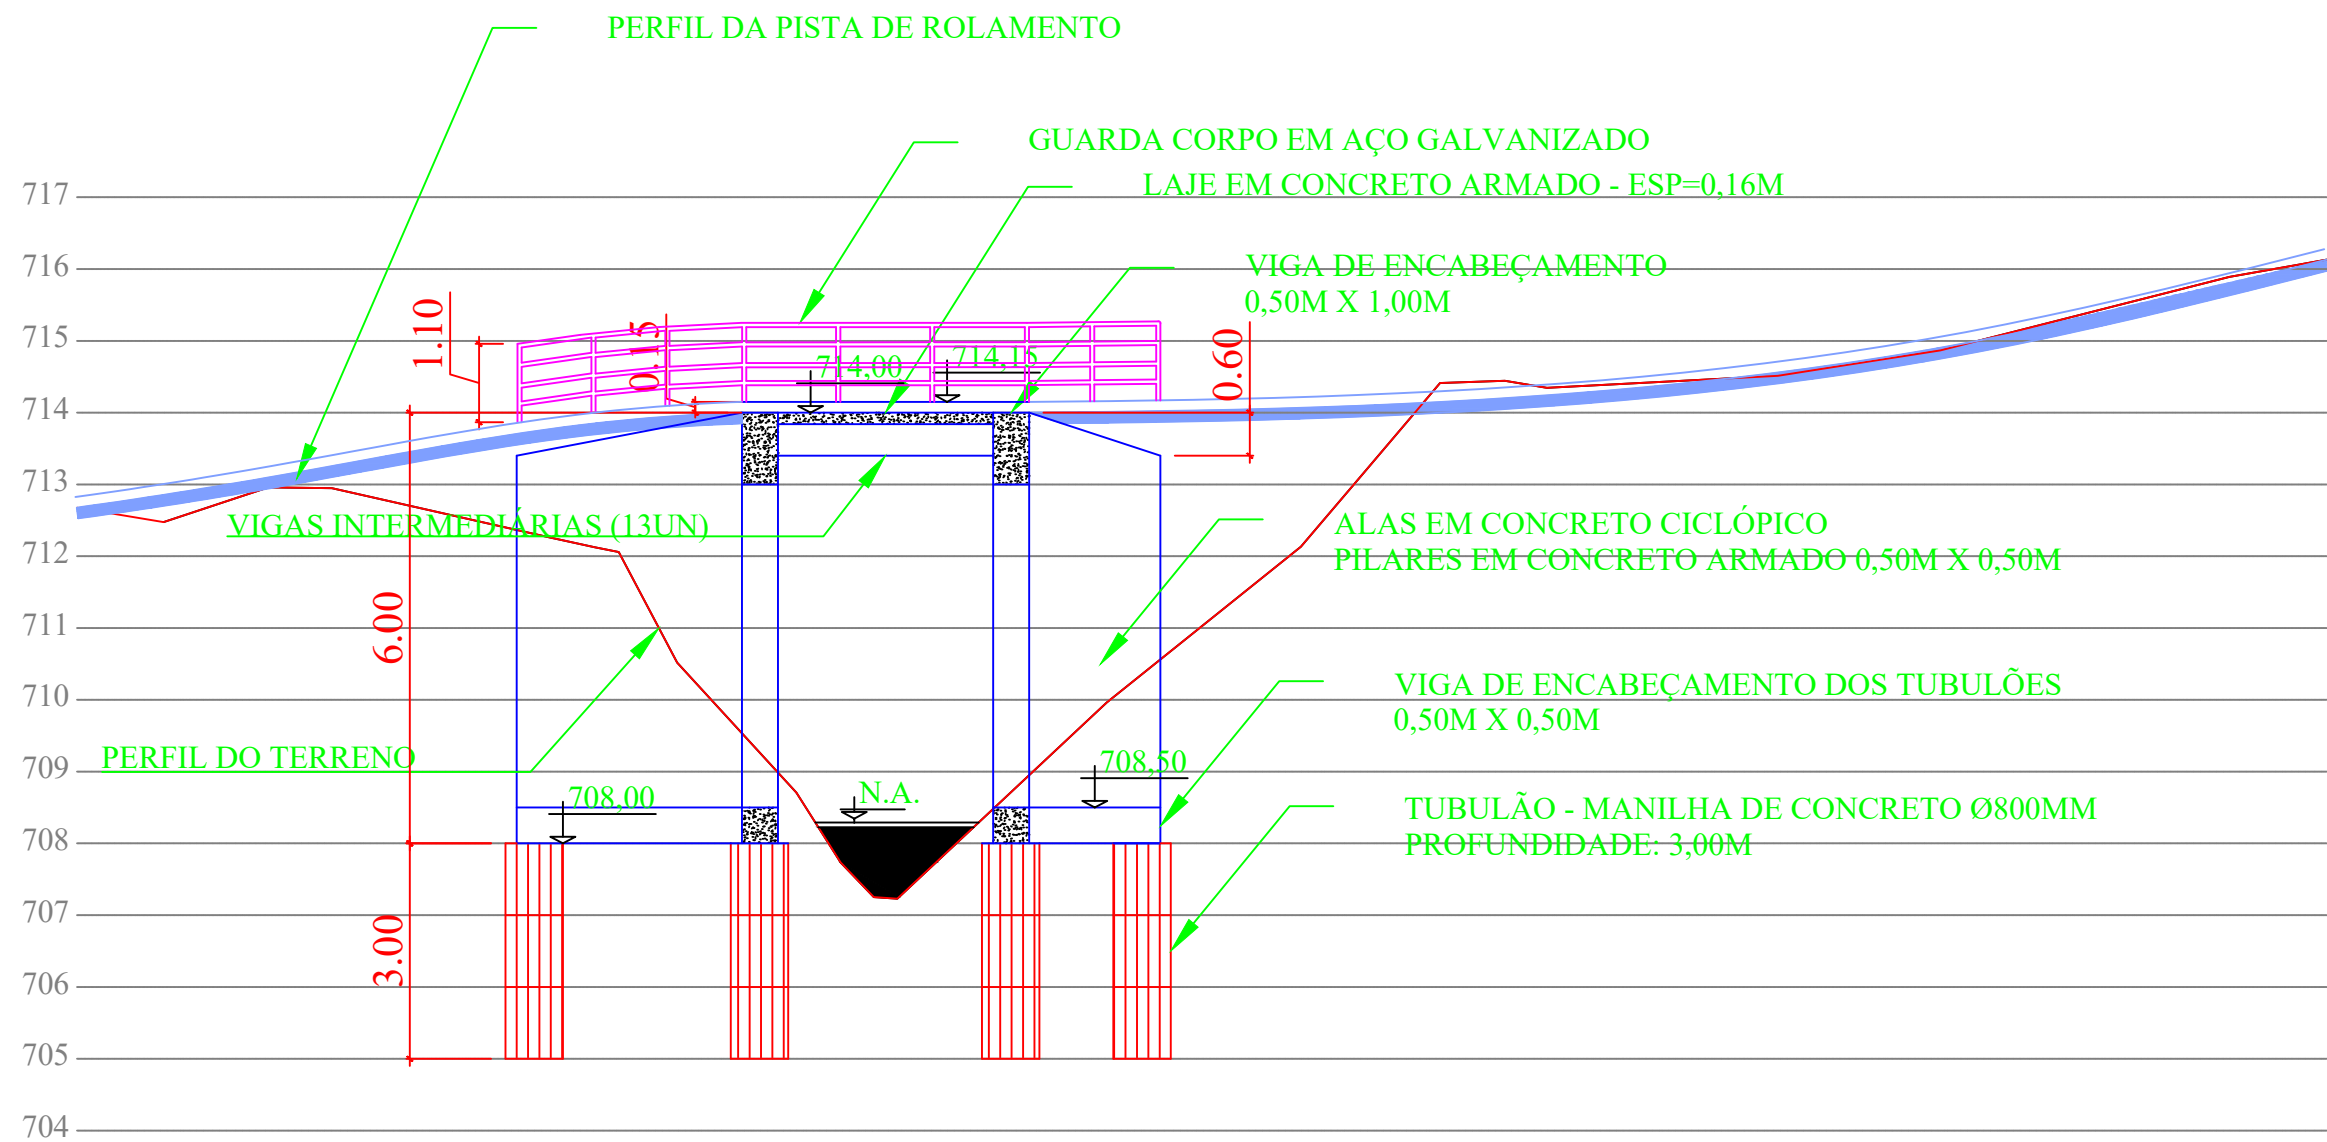 PERFIL DA PISTA DE ROLAMENTO
GUARDA CORPO EM AÇO GALVANIZADO
LAJE EM CONCRETO ARMADO - ESP=0,16M
717
VIGA DE ENCABEÇAMENTO
0,50M X 1,00M
716
1.10
0.15
715
714,00
714,15
0.60
714
713
VIGAS INTERMEDIÁRIAS (13UN)
ALAS EM CONCRETO CICLÓPICO
PILARES EM CONCRETO ARMADO 0,50M X 0,50M
712
6.00
711
710
VIGA DE ENCABEÇAMENTO DOS TUBULÕES
0,50M X 0,50M
PERFIL DO TERRENO
709
708,50
708,00
N.A.
TUBULÃO - MANILHA DE CONCRETO Ø800MM
PROFUNDIDADE: 3,00M
708
707
3.00
706
705
704